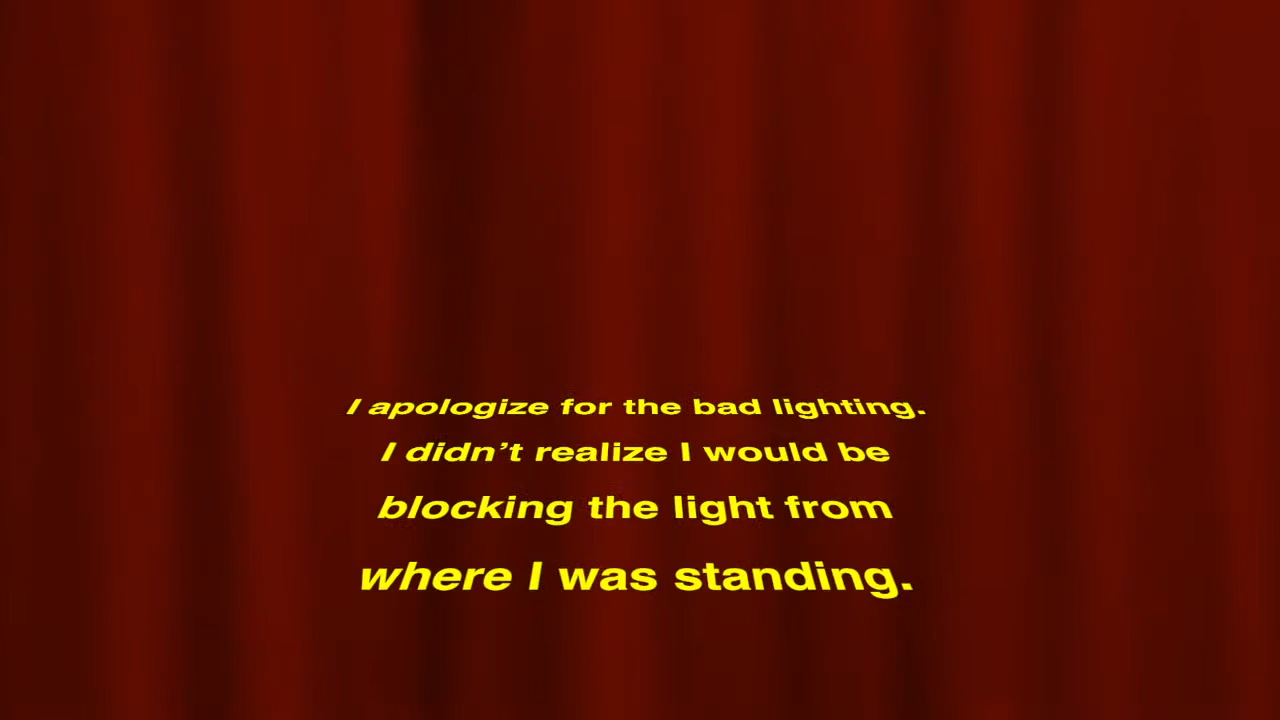 I apologize for the bad lighting.
I didn’t realize I would be
blocking the light from
where I was standing.